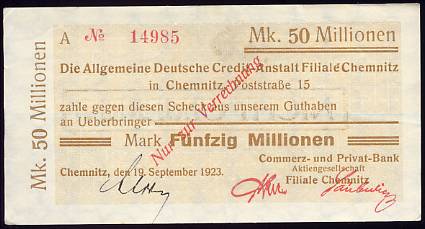 A № 14985
Mk. 50 Millionen
Mk. 50 Millionen
Die Allgemeine Deutsche Credit-Anstalt Filiale Chemnitz
in Chemnitz, Poststraße 15
zahle gegen diesen Scheck aus unserem Guthaben
an Ueberbringer
Nur zur Verrechnung
Mark Fünfzig Millionen
Chemnitz, den 19. September 1923.
Commerz- und Privat-Bank
Aktiengesellschaft
Filiale Chemnitz